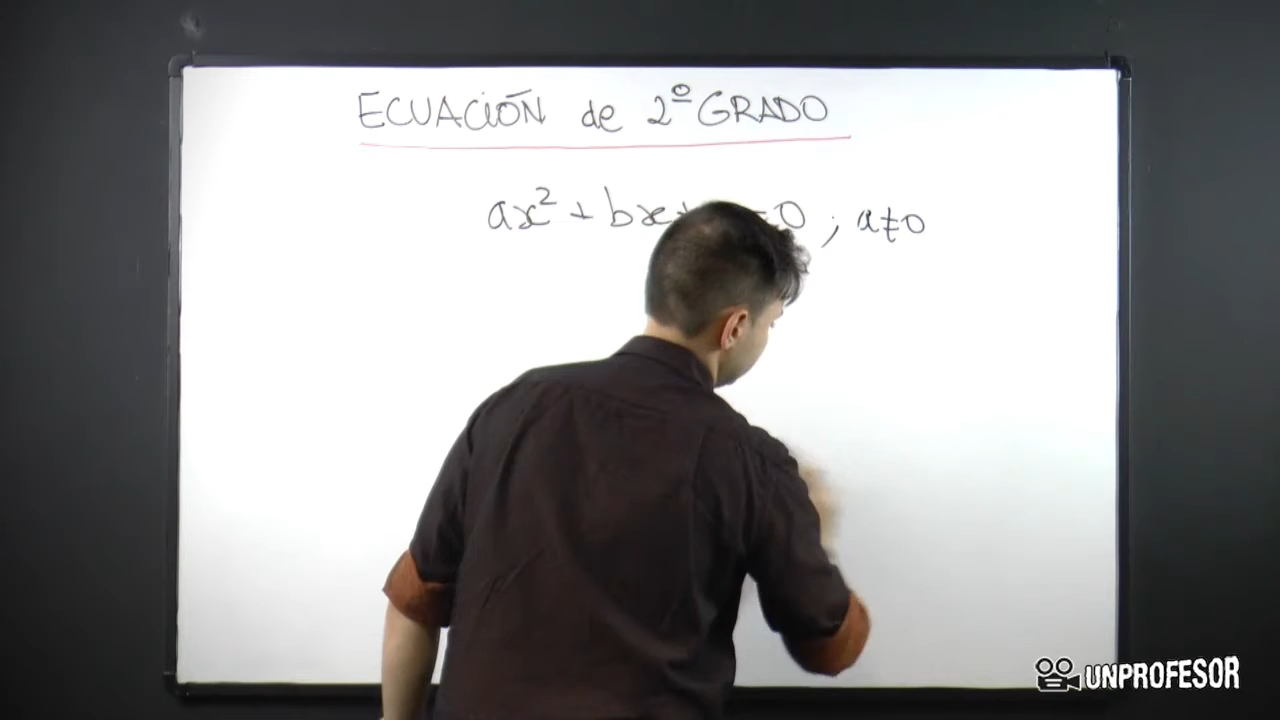 ECUACIÓN de 2º GRADO
ax² + bx+ =0 ; a≠0
UNPROFESOR